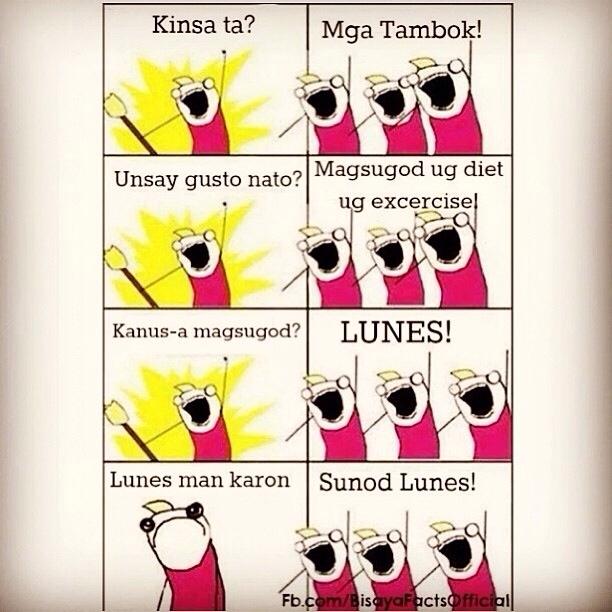 Kinsa ta?
Mga Tambok!
Unsay gusto nato?
Magsugod ug diet
ug excercise!
Kanus-a magsugod?
LUNES!
Lunes man karon
Sunod Lunes!
Fb.com/BisayaFactsOfficial